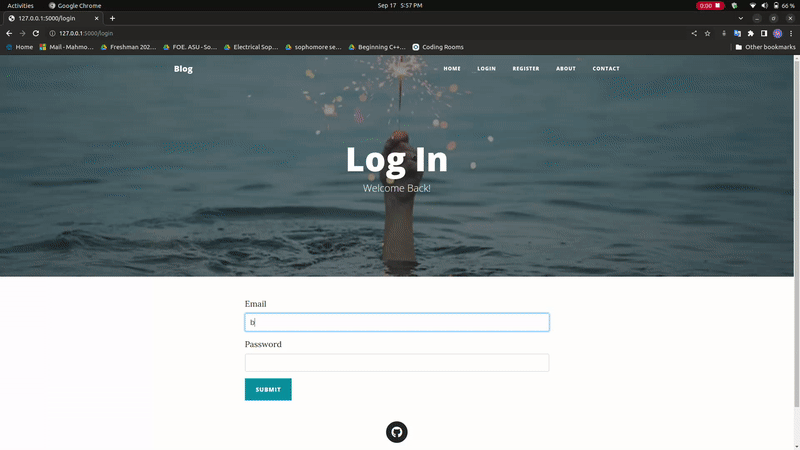 Activities Google Chrome Sep 17 5:57 PM 0:00 66 %
127.0.0.1:5000/login
127.0.0.1:5000/login
Home Mail - Mahmo... Freshman 202... FOE. ASU - So... Electrical Sop... sophomore se... Beginning C++... Coding Rooms Other bookmarks
Blog HOME LOGIN REGISTER ABOUT CONTACT
Log In
Welcome Back!
Email
b
Password
SUBMIT